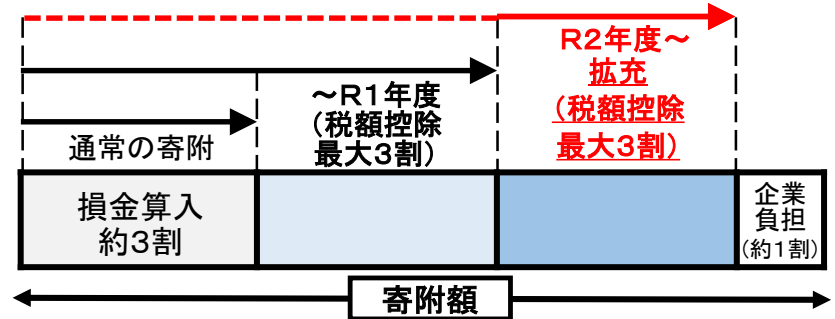 通常の寄附
～R1年度
(税額控除
最大3割)
R2年度～
拡充
(税額控除
最大3割)
損金算入
約3割
企業
負担
(約1割)
寄附額